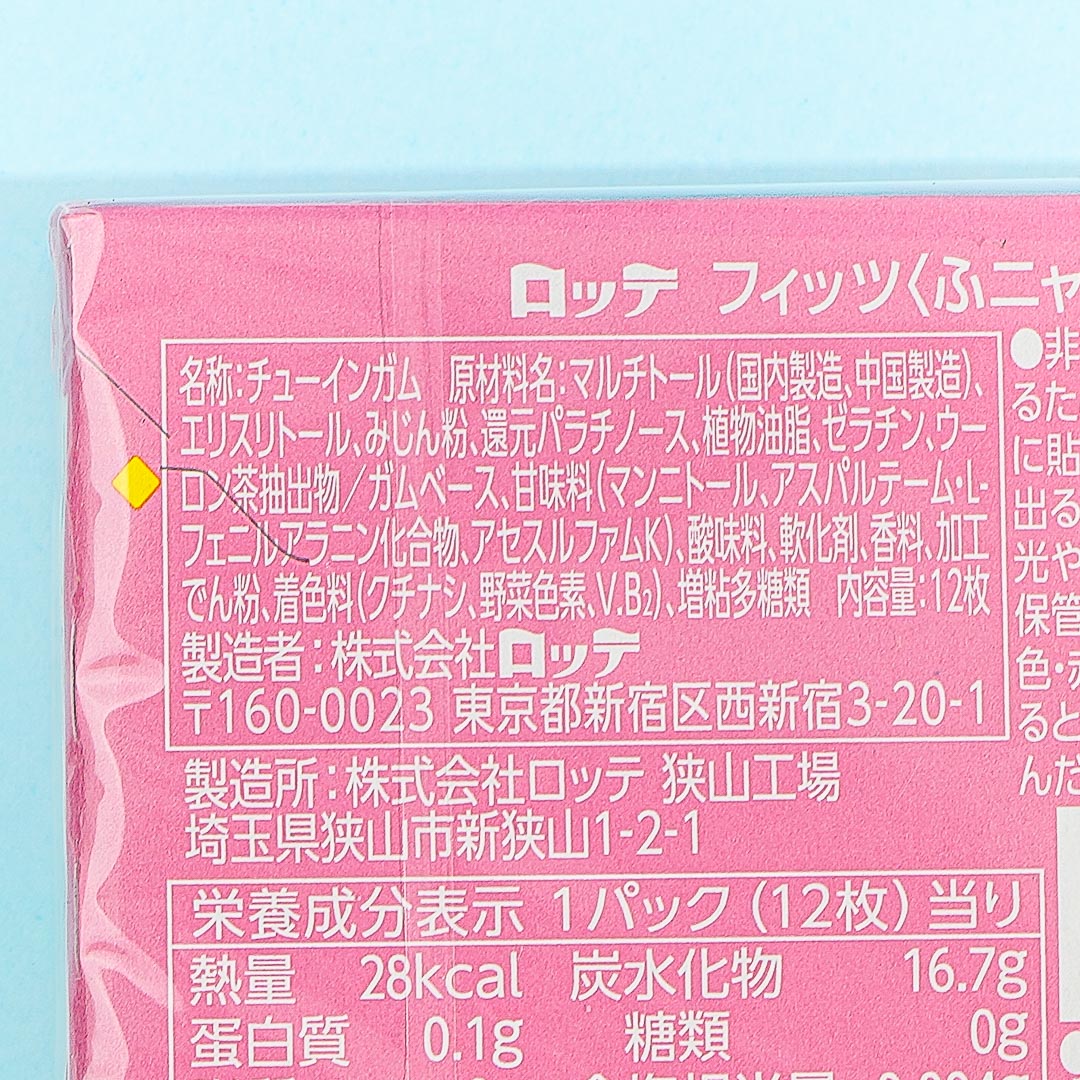 ロッテ フィッツ〈ふニャ
名称:チューインガム 原材料名:マルチトール(国内製造、中国製造)、
エリスリトール、みじん粉、還元パラチノース、植物油脂、ゼラチン、ウー
ロン茶抽出物/ガムベース、甘味料(マンニトール、アスパルテーム・L-
フェニルアラニン化合物、アセスルファムK)、酸味料、軟化剤、香料、加工
でん粉、着色料(クチナシ、野菜色素、V.B₂)、増粘多糖類 内容量:12枚
製造者:株式会社ロッテ
〒160-0023 東京都新宿区西新宿3-20-1
製造所:株式会社ロッテ 狭山工場
埼玉県狭山市新狭山1-2-1
栄養成分表示 1パック(12枚)当り
熱量 28kcal 炭水化物 16.7g
蛋白質 0.1g 糖類 0g
●非
るた
に貼
出る
光や
保管
色・
ると
んだ